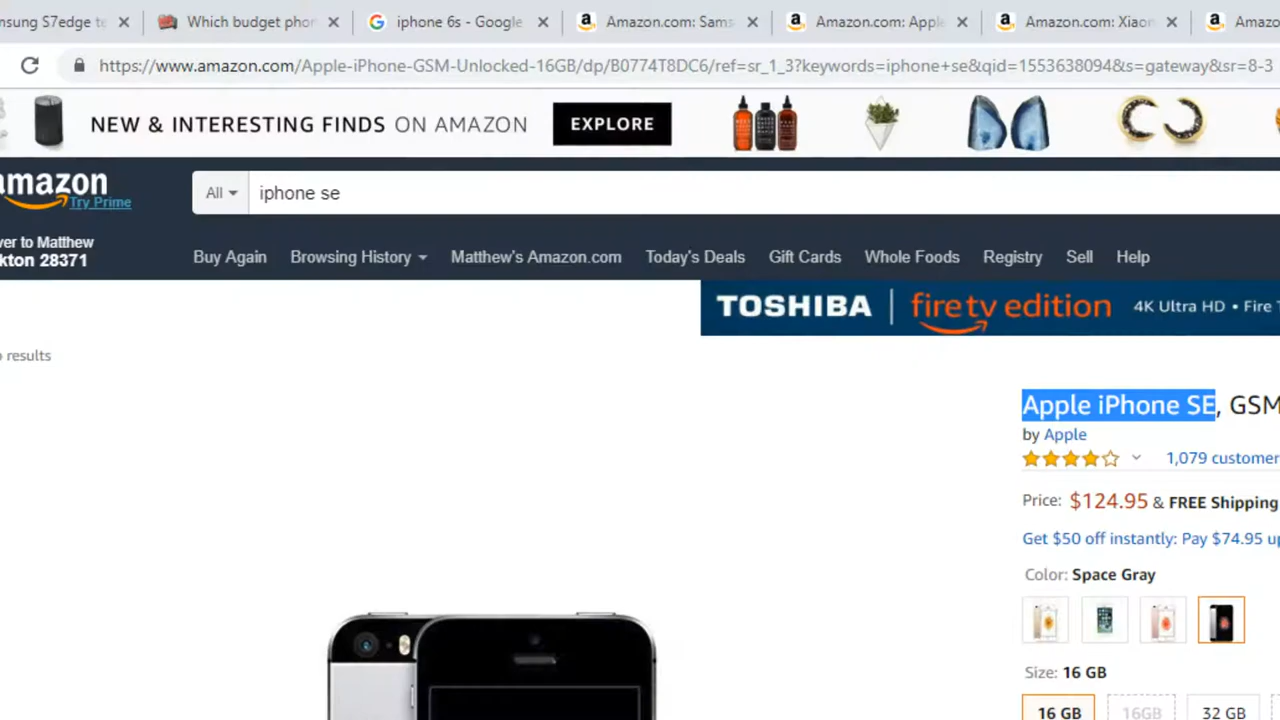 nsung S7edge te
Which budget phon
iphone 6s - Google
Amazon.com: Sams
Amazon.com: Apple
Amazon.com: Xiaom
Amazo
https://www.amazon.com/Apple-iPhone-GSM-Unlocked-16GB/dp/B0774T8DC6/ref=sr_1_3?keywords=iphone+se&qid=1553638094&s=gateway&sr=8-3
NEW & INTERESTING FINDS ON AMAZON
EXPLORE
amazon
Try Prime
All
iphone se
ver to Matthew
kton 28371
Buy Again
Browsing History
Matthew's Amazon.com
Today's Deals
Gift Cards
Whole Foods
Registry
Sell
Help
TOSHIBA
fire tv edition
4K Ultra HD • Fire T
results
Apple iPhone SE, GSM
by Apple
1,079 customer
Price: $124.95 & FREE Shipping
Get $50 off instantly: Pay $74.95 up
Color: Space Gray
Size: 16 GB
16 GB
16GB
32 GB